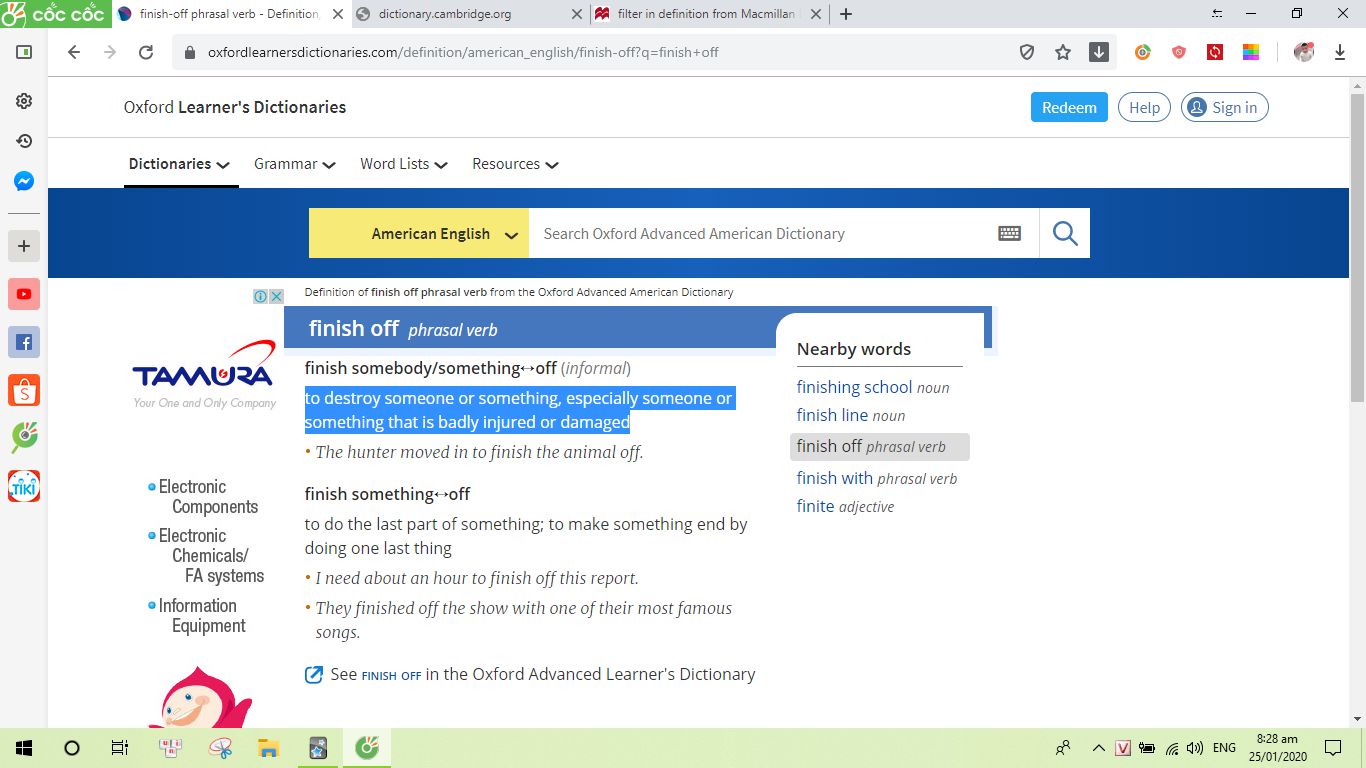 cốc cốc
finish-off phrasal verb - Definition,
dictionary.cambridge.org
filter in definition from Macmillan
oxfordlearnersdictionaries.com/definition/american_english/finish-off?q=finish+off
Oxford Learner's Dictionaries
Redeem
Help
Sign in
Dictionaries
Grammar
Word Lists
Resources
American English
Search Oxford Advanced American Dictionary
Definition of finish off phrasal verb from the Oxford Advanced American Dictionary
finish off phrasal verb
finish somebody/something↔off (informal)
to destroy someone or something, especially someone or
something that is badly injured or damaged
• The hunter moved in to finish the animal off.
finish something↔off
to do the last part of something; to make something end by
doing one last thing
• I need about an hour to finish off this report.
• They finished off the show with one of their most famous
songs.
See FINISH OFF in the Oxford Advanced Learner's Dictionary
Nearby words
finishing school noun
finish line noun
finish off phrasal verb
finish with phrasal verb
finite adjective
TAMURA
Your One and Only Company
• Electronic
Components
• Electronic
Chemicals/
FA systems
• Information
Equipment
TIKI
ENG
8:28 am
25/01/2020